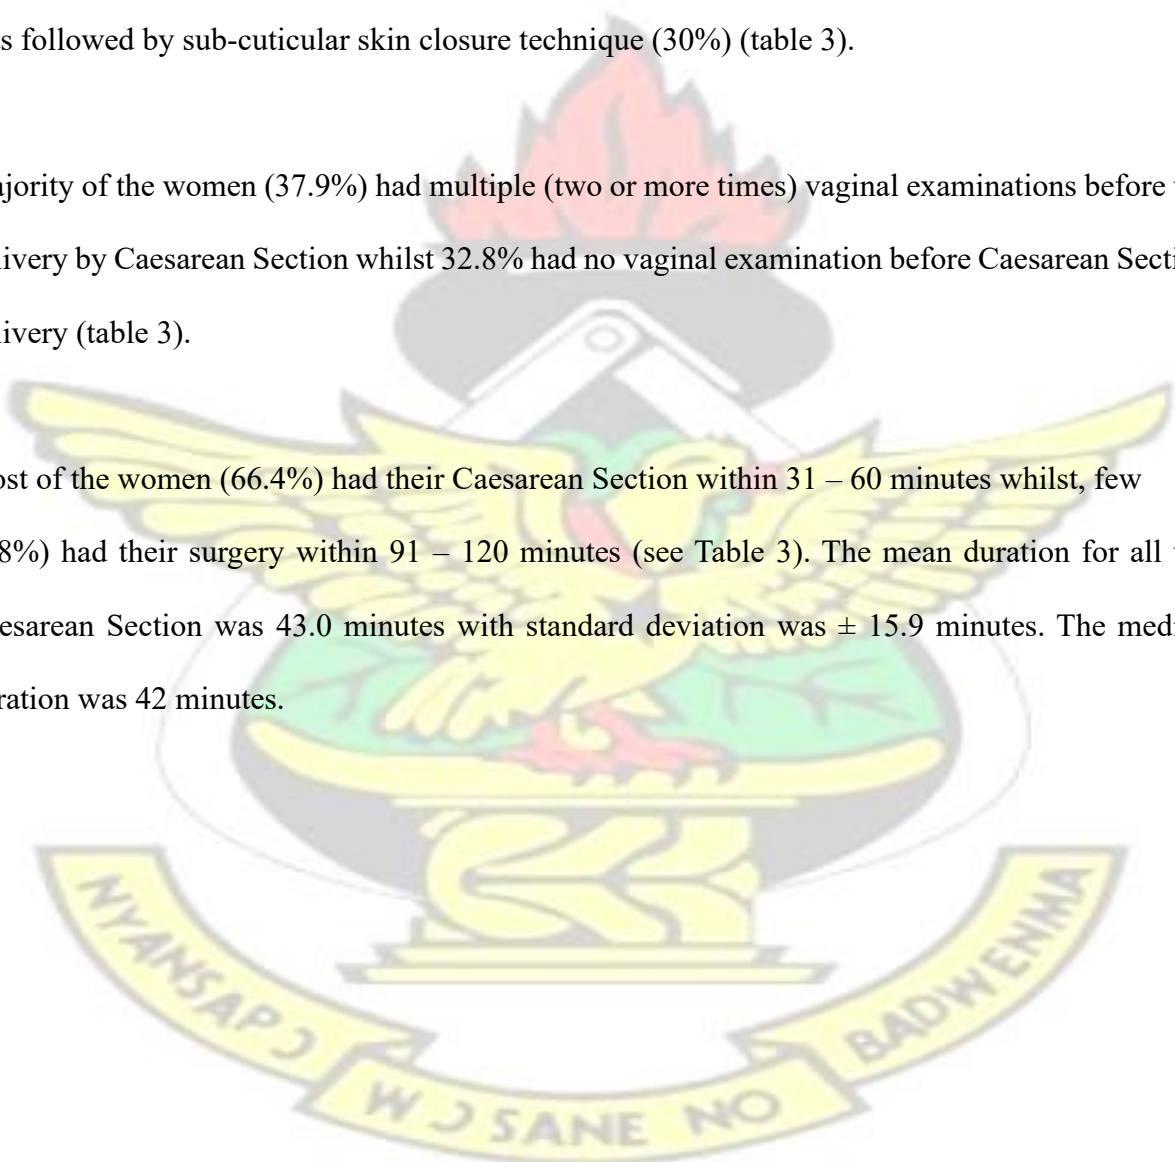 s followed by sub-cuticular skin closure technique (30%) (table 3).
jority of the women (37.9%) had multiple (two or more times) vaginal examinations before
ivery by Caesarean Section whilst 32.8% had no vaginal examination before Caesarean Secti
ivery (table 3).
ost of the women (66.4%) had their Caesarean Section within 31 – 60 minutes whilst, few
8%) had their surgery within 91 – 120 minutes (see Table 3). The mean duration for all
esarean Section was 43.0 minutes with standard deviation was ± 15.9 minutes. The medi
ration was 42 minutes.
NYANSAPƆ
WƆSANE NO
BADWENMA